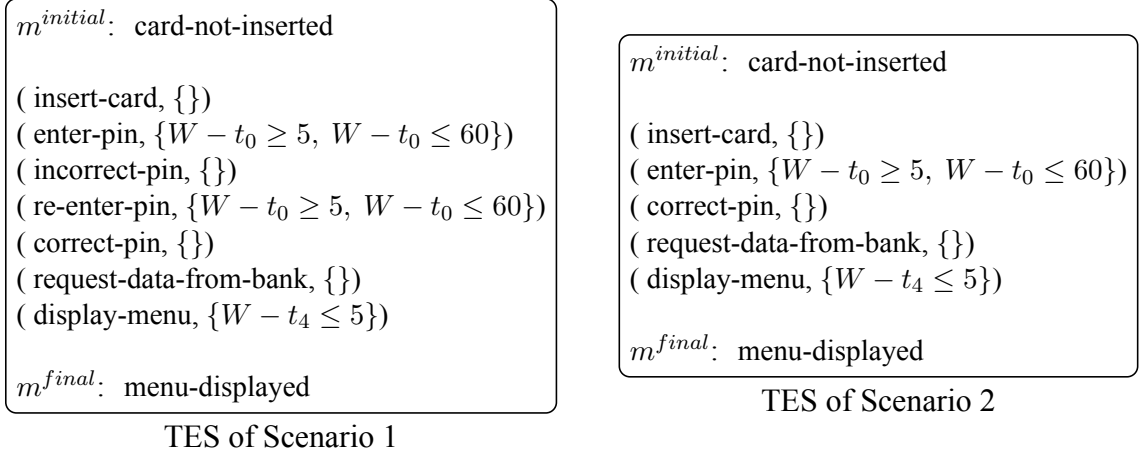 m^{initial}: card-not-inserted
( insert-card, {})
( enter-pin, {W − t_0 ≥ 5, W − t_0 ≤ 60})
( incorrect-pin, {})
( re-enter-pin, {W − t_0 ≥ 5, W − t_0 ≤ 60})
( correct-pin, {})
( request-data-from-bank, {})
( display-menu, {W − t_4 ≤ 5})
m^{final}: menu-displayed
TES of Scenario 1
m^{initial}: card-not-inserted
( insert-card, {})
( enter-pin, {W − t_0 ≥ 5, W − t_0 ≤ 60})
( correct-pin, {})
( request-data-from-bank, {})
( display-menu, {W − t_4 ≤ 5})
m^{final}: menu-displayed
TES of Scenario 2